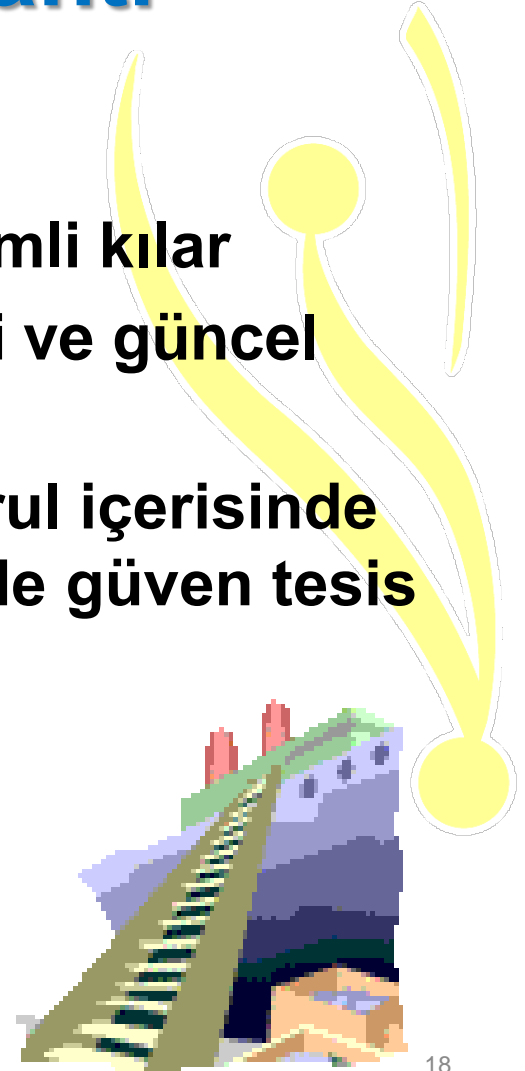 mli kılar
i ve güncel
rul içerisinde
le güven tesis
18